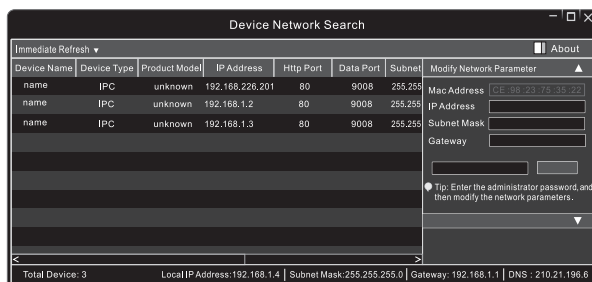 Device Network Search
Immediate Refresh ▼
About
Device Name Device Type Product Model IP Address Http Port Data Port Subnet
name IPC unknown 192.168.226.201 80 9008 255.255
name IPC unknown 192.168.1.2 80 9008 255.255
name IPC unknown 192.168.1.3 80 9008 255.255
Modify Network Parameter ▲
Mac Address CE:98:23:75:35:22
IP Address
Subnet Mask
Gateway
Tip: Enter the administrator password, and
then modify the network parameters.
▼
Total Device: 3 Local IP Address:192.168.1.4 Subnet Mask:255.255.255.0 Gateway: 192.168.1.1 DNS : 210.21.196.6